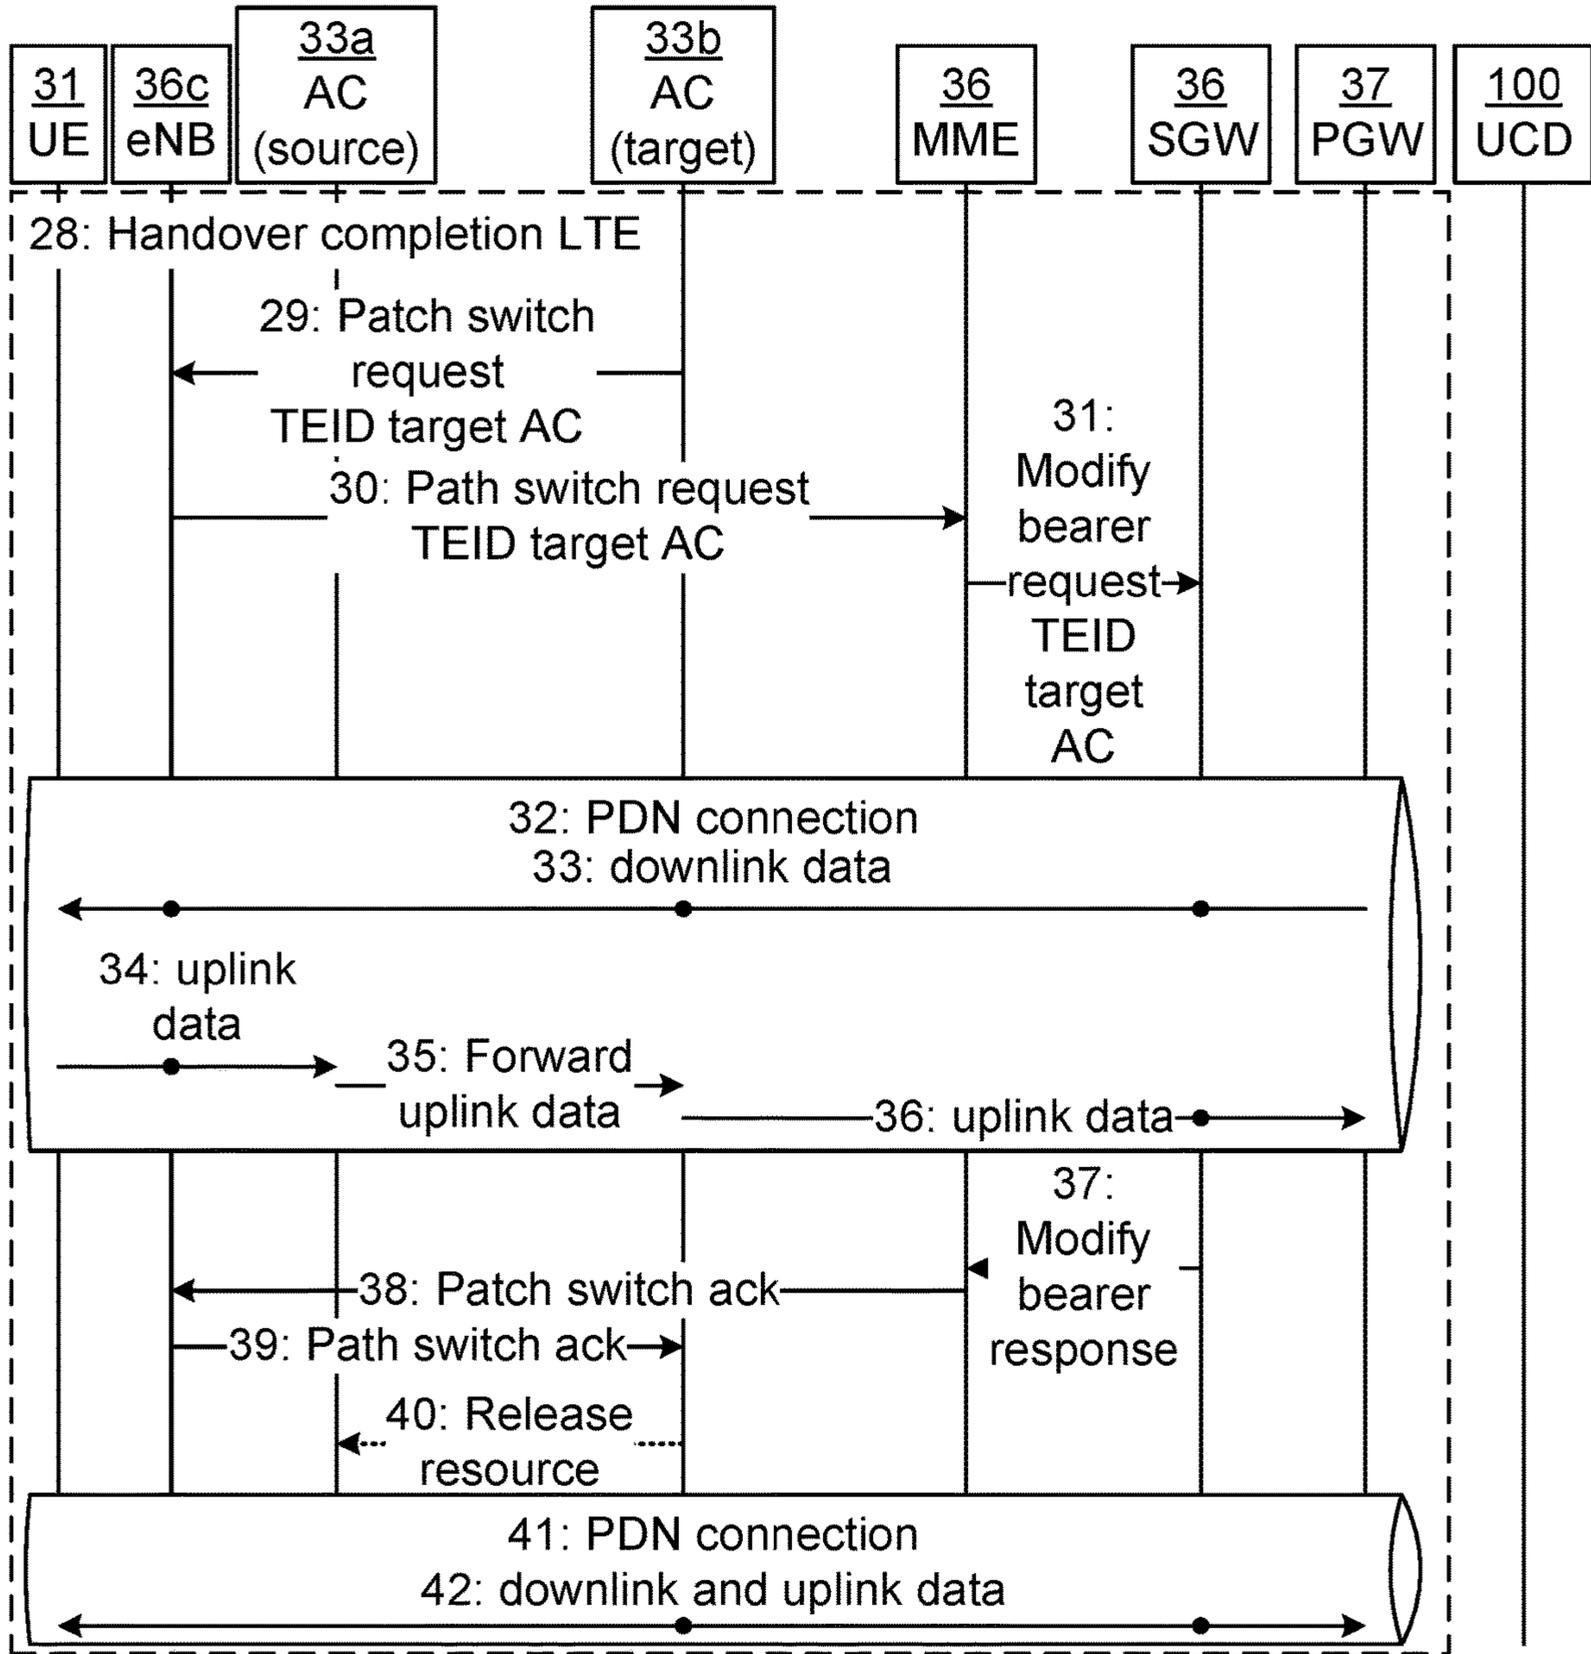 31
UE
36c
eNB
33a
AC
(source)
33b
AC
(target)
36
MME
36
SGW
37
PGW
100
UCD
28: Handover completion LTE
29: Patch switch
request
TEID target AC
30: Path switch request
TEID target AC
31:
Modify
bearer
request
TEID
target
AC
32: PDN connection
33: downlink data
34: uplink
data
35: Forward
uplink data
36: uplink data
37:
Modify
bearer
response
38: Patch switch ack
39: Path switch ack
40: Release
resource
41: PDN connection
42: downlink and uplink data